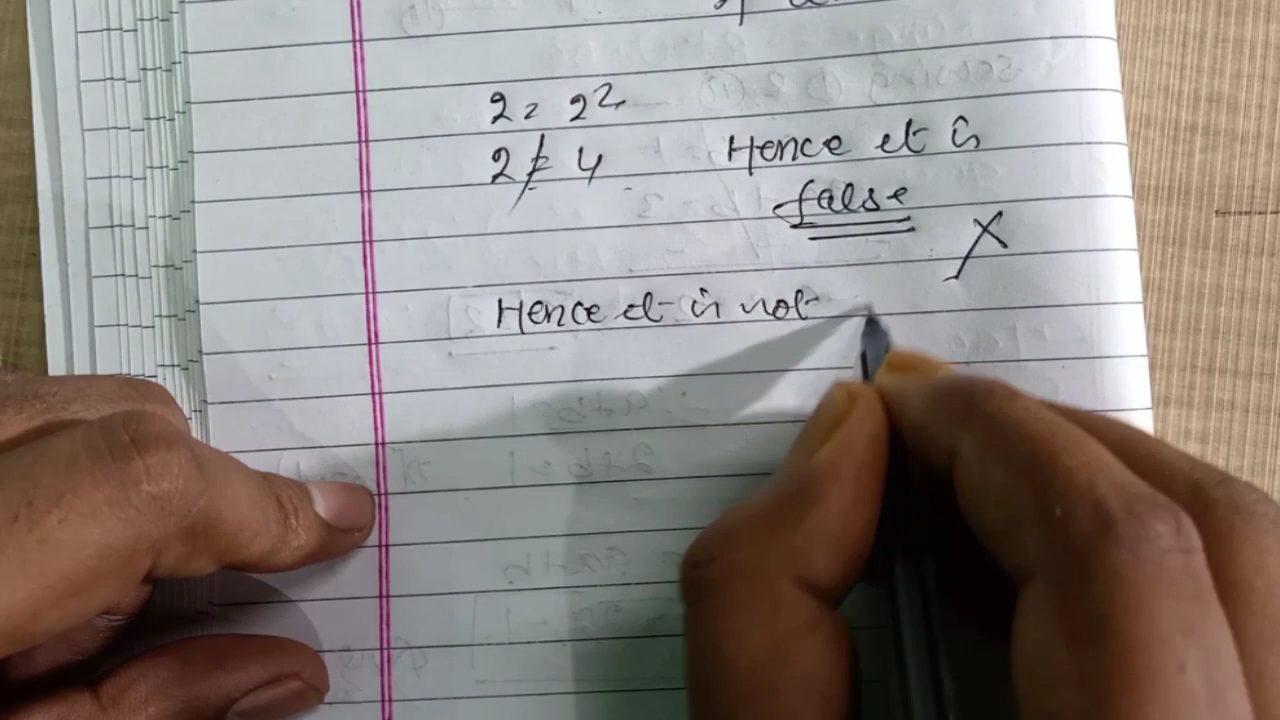 2 = 2²
2 ≠ 4 Hence it is
false
X
Hence it is not